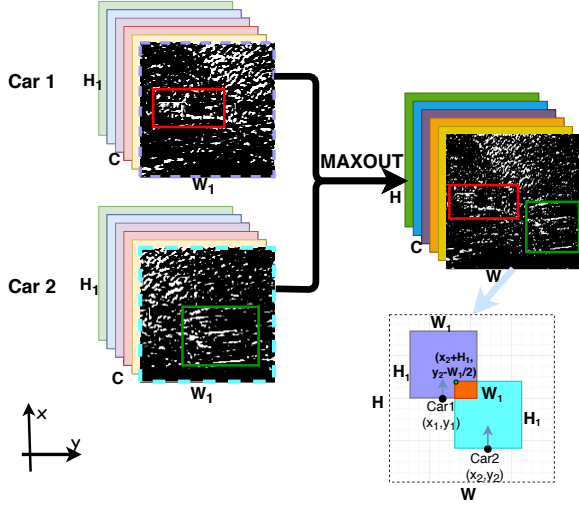 Car 1
H₁
C
W₁
MAXOUT
H
C
W
Car 2
H₁
C
W₁
W₁
(x₂+H₁,
y₂-W₁/2)
H₁
W₁
H
Car1
(x₁,y₁)
H₁
Car2
(x₂,y₂)
W
x
y